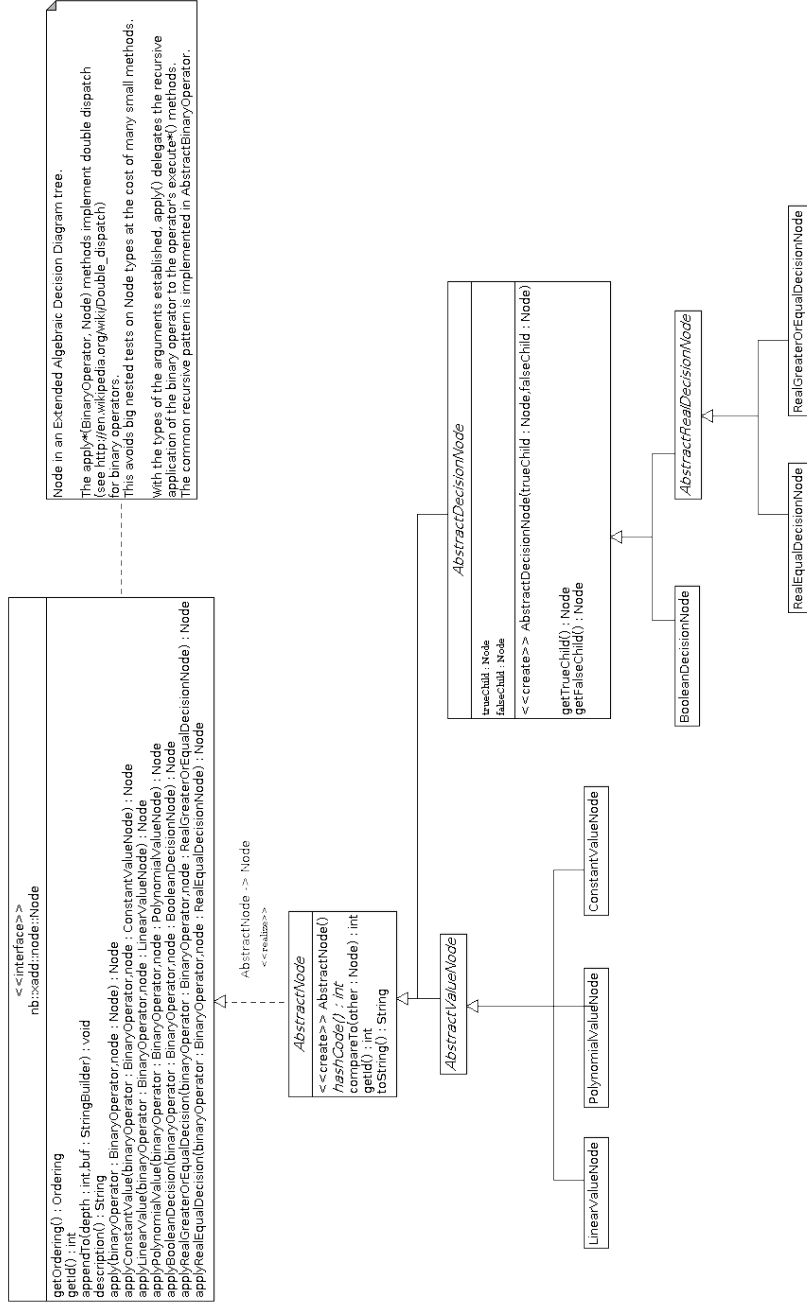 <<interface>>
nb::xadd::node::Node
getOrdering() : Ordering
getId() : int
appendTo(depth : int,buf : StringBuilder) : void
description() : String
apply(binaryOperator : BinaryOperator,node : Node) : Node
applyConstantValue(binaryOperator : BinaryOperator,node : ConstantValueNode) : Node
applyLinearValue(binaryOperator : BinaryOperator,node : LinearValueNode) : Node
applyPolynomialValue(binaryOperator : BinaryOperator,node : PolynomialValueNode) : Node
applyBooleanDecision(binaryOperator : BinaryOperator,node : BooleanDecisionNode) : Node
applyRealGreaterOrEqualDecision(binaryOperator : BinaryOperator,node : RealGreaterOrEqualDecisionNode) : Node
applyRealEqualDecision(binaryOperator : BinaryOperator,node : RealEqualDecisionNode) : Node
Node in an Extended Algebraic Decision Diagram tree.
The apply*(BinaryOperator, Node) methods implement double dispatch
(see http://en.wikipedia.org/wiki/Double_dispatch)
for binary operators.
This avoids big nested tests on Node types at the cost of many small methods.
With the types of the arguments established, apply() delegates the recursive
application of the binary operator to the operator's execute*() methods.
The common recursive pattern is implemented in AbstractBinaryOperator.
AbstractNode -> Node
<<realize>>
AbstractNode
<<create>> AbstractNode()
hashCode() : int
compareTo(other : Node) : int
getId() : int
toString() : String
AbstractValueNode
AbstractDecisionNode
trueChild : Node
falseChild : Node
<<create>> AbstractDecisionNode(trueChild : Node,falseChild : Node)
getTrueChild() : Node
getFalseChild() : Node
LinearValueNode
PolynomialValueNode
ConstantValueNode
BooleanDecisionNode
AbstractRealDecisionNode
RealEqualDecisionNode
RealGreaterOrEqualDecisionNode